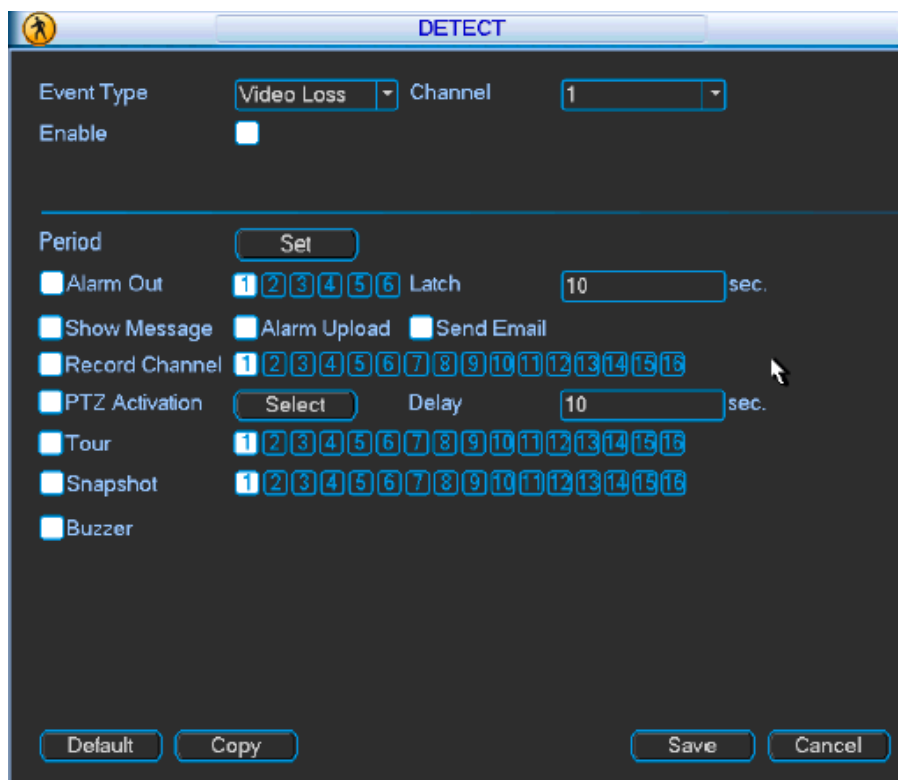 DETECT
Event Type Video Loss Channel 1
Enable
Period Set
Alarm Out 1 2 3 4 5 6 Latch 10 sec.
Show Message Alarm Upload Send Email
Record Channel 1 2 3 4 5 6 7 8 9 10 11 12 13 14 15 16
PTZ Activation Select Delay 10 sec.
Tour 1 2 3 4 5 6 7 8 9 10 11 12 13 14 15 16
Snapshot 1 2 3 4 5 6 7 8 9 10 11 12 13 14 15 16
Buzzer
Default Copy Save Cancel